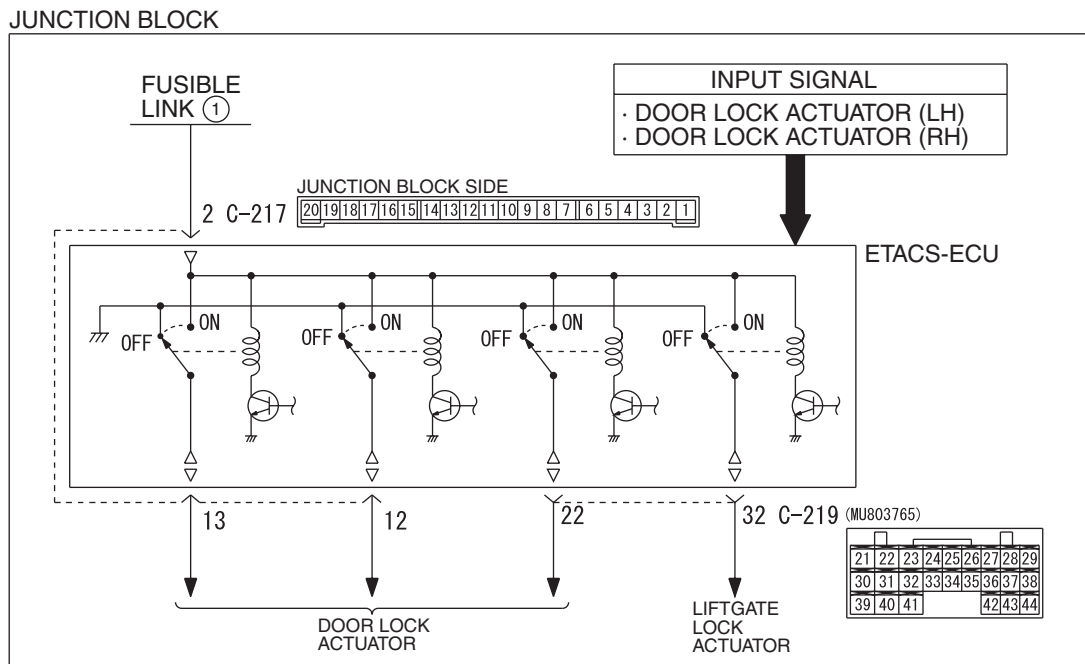 JUNCTION BLOCK
FUSIBLE
LINK ①
INPUT SIGNAL
· DOOR LOCK ACTUATOR (LH)
· DOOR LOCK ACTUATOR (RH)
JUNCTION BLOCK SIDE
2 C-217
20 19 18 17 16 15 14 13 12 11 10 9 8 7 6 5 4 3 2 1
ETACS-ECU
OFF ON OFF ON OFF ON OFF ON
13 12 22 32 C-219 (MU803765)
21 22 23 24 25 26 27 28 29
30 31 32 33 34 35 36 37 38
39 40 41 42 43 44
DOOR LOCK
ACTUATOR
LIFTGATE
LOCK
ACTUATOR